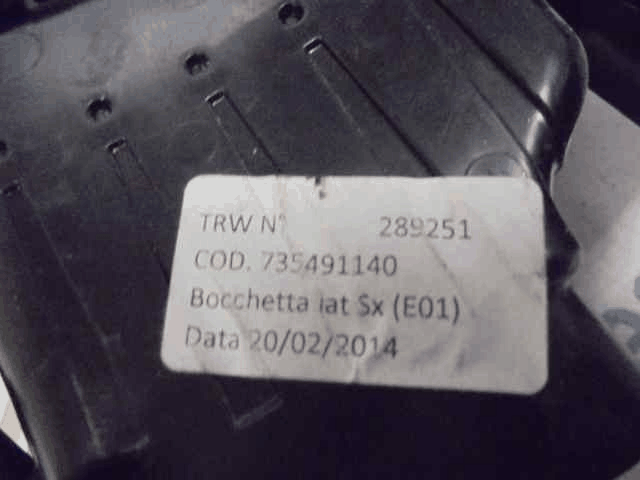 TRW N° 289251
COD. 735491140
Bocchetta lat Sx (E01)
Data 20/02/2014